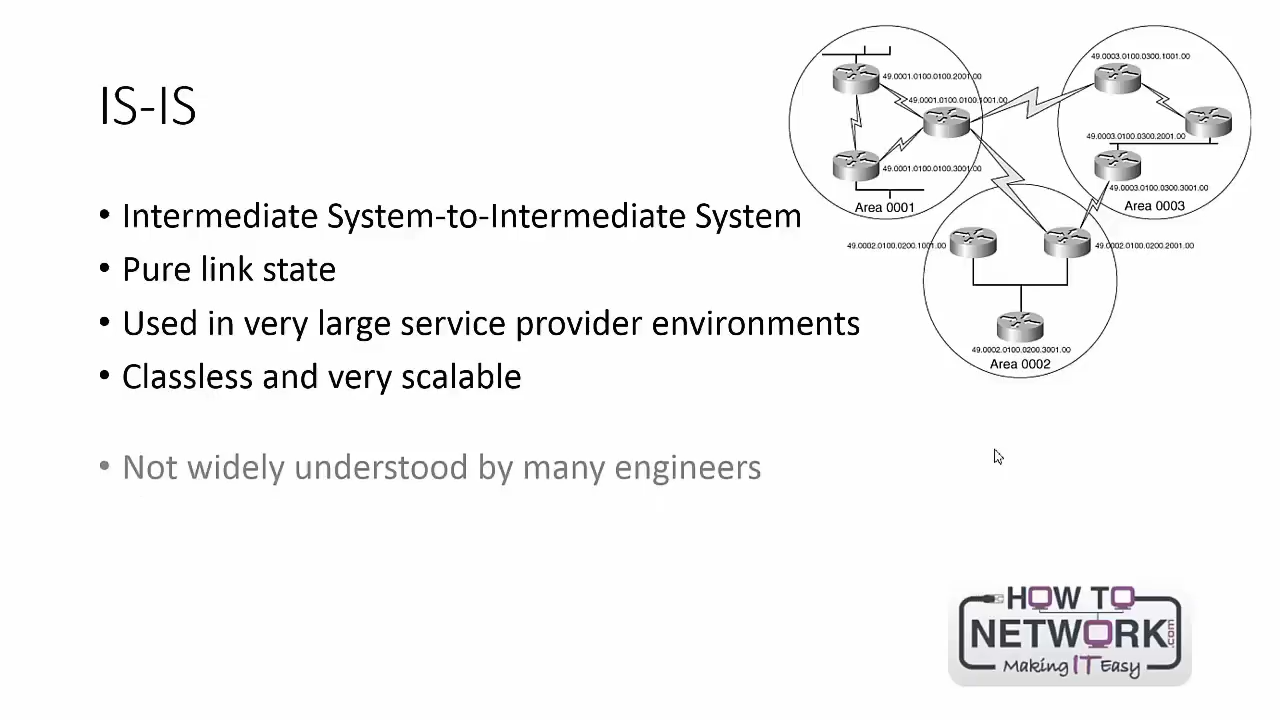 IS-IS
• Intermediate System-to-Intermediate System
• Pure link state
• Used in very large service provider environments
• Classless and very scalable
• Not widely understood by many engineers
49.0001.0100.0100.2001.00
49.0001.0100.0100.1001.00
49.0001.0100.0100.3001.00
Area 0001
49.0003.0100.0300.1001.00
49.0003.0100.0300.2001.00
49.0003.0100.0300.3001.00
Area 0003
49.0002.0100.0200.1001.00
49.0002.0100.0200.2001.00
49.0002.0100.0200.3001.00
Area 0002
HOW TO
NETWORK.com
Making IT Easy